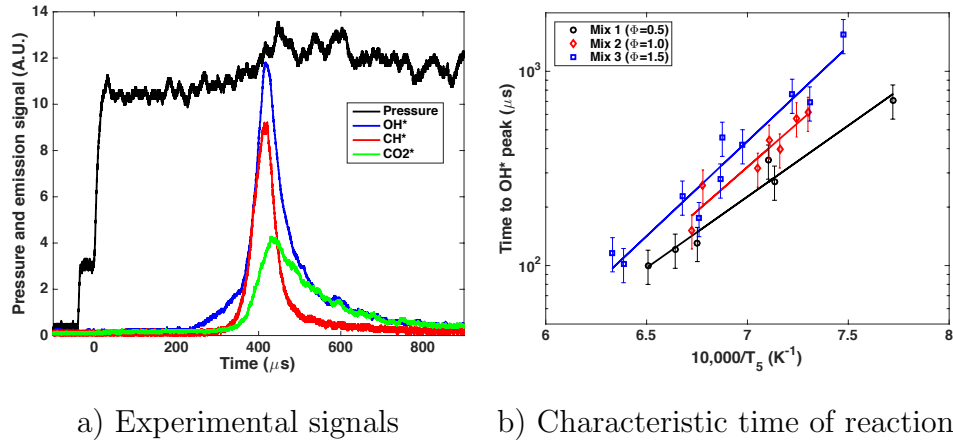 Pressure and emission signal (A.U.)
14
12
10
8
6
4
2
0
0
200
400
600
800
Time (μs)
Pressure
OH*
CH*
CO2*
a) Experimental signals
Time to OH* peak (μs)
10³
10²
6
6.5
7
7.5
8
10,000/T₅ (K⁻¹)
Mix 1 (Φ=0.5)
Mix 2 (Φ=1.0)
Mix 3 (Φ=1.5)
b) Characteristic time of reaction